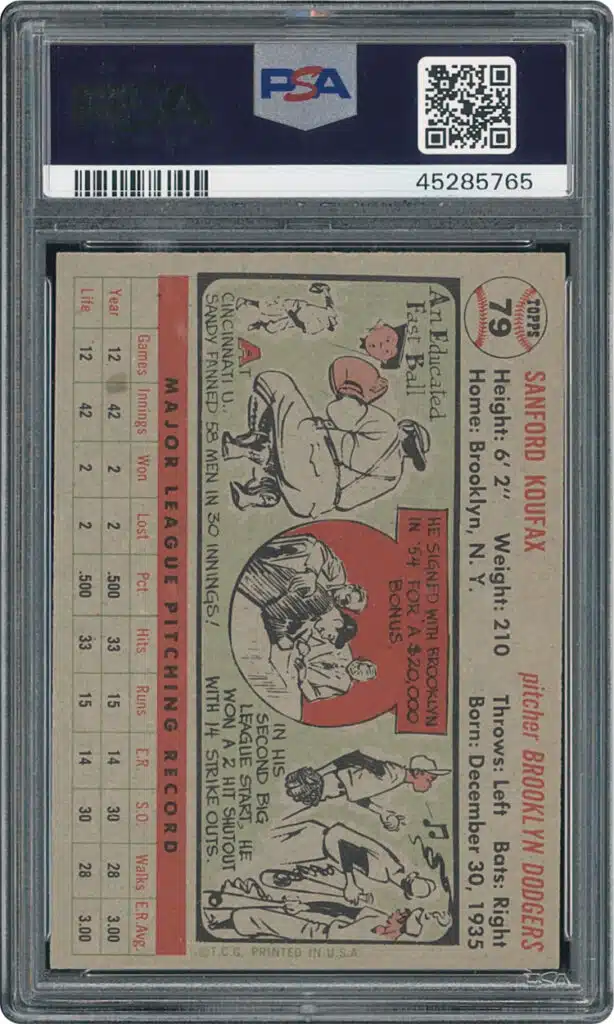 PSA
45285765
TOPPS
79
SANFORD KOUFAX pitcher BROOKLYN DODGERS
Height: 6' 2" Weight: 210 Throws: Left Bats: Right
Home: Brooklyn, N. Y. Born: December 30, 1935
An Educated
Fast Ball
AT
CINCINNATI U.,
SANDY FANNED 58 MEN IN 30 INNINGS!
HE SIGNED WITH BROOKLYN
IN '54 FOR A $20,000
BONUS
IN HIS
SECOND BIG
LEAGUE START, HE
WON A 2 HIT SHUTOUT
WITH 14 STRIKE OUTS.
MAJOR LEAGUE PITCHING RECORD
Games Innings Won Lost Pct Hits Runs E.R. S.O. Walks E.R.Avg.
Year 12 42 2 2 .500 33 15 14 30 28 3.00
Life 12 42 2 2 .500 33 15 14 30 28 3.00
©T.C.G. PRINTED IN U.S.A.
PSA